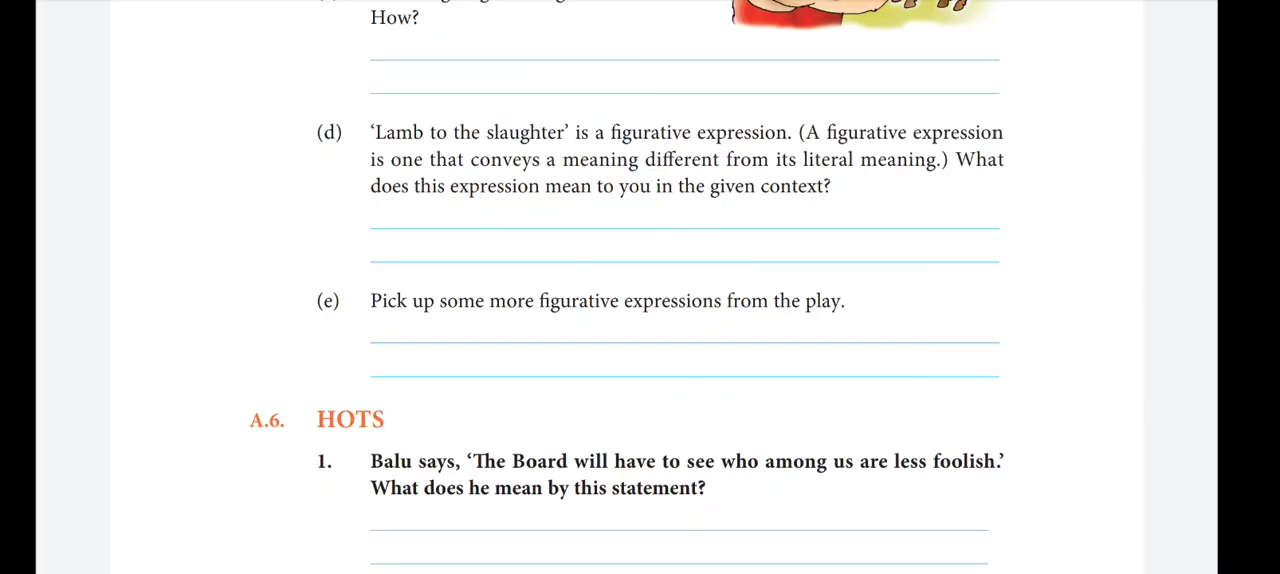 How?
(d) ‘Lamb to the slaughter’ is a figurative expression. (A figurative expression
is one that conveys a meaning different from its literal meaning.) What
does this expression mean to you in the given context?
(e) Pick up some more figurative expressions from the play.
A.6. HOTS
1. Balu says, ‘The Board will have to see who among us are less foolish.’
What does he mean by this statement?